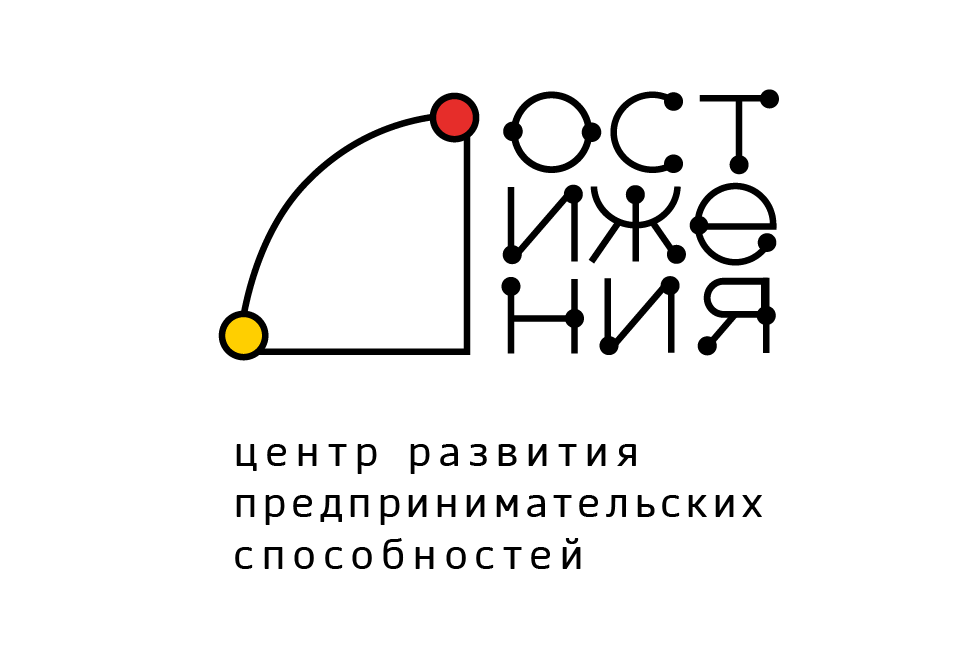 ОСТ
ИЖЕ
НИЯ
центр развития
предпринимательских
способностей